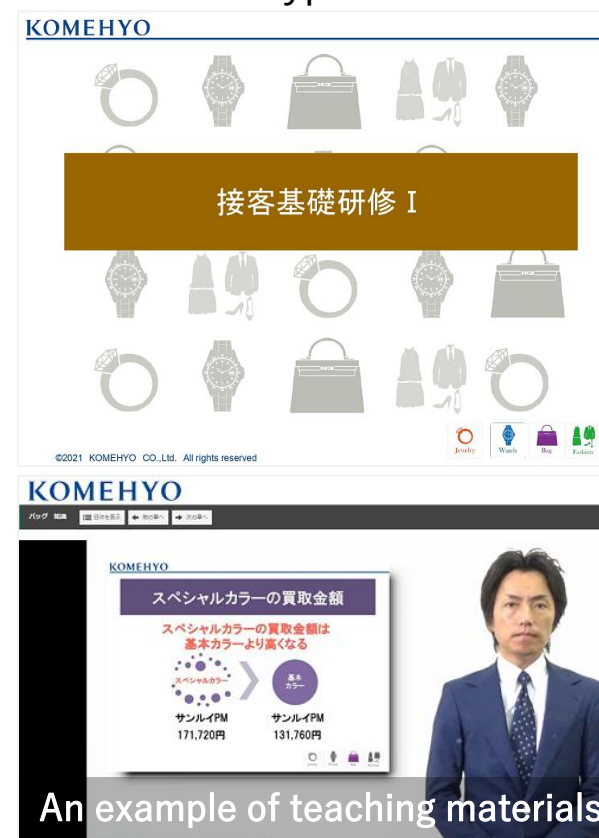 KOMEHYO
接客基礎研修 I
Jewelry Watch Bag Fashion
©2021 KOMEHYO CO.,Ltd. All rights reserved
KOMEHYO
バッグ 知識 目次を表示 前の章へ 次の章へ
KOMEHYO
スペシャルカラーの買取金額
スペシャルカラーの買取金額は
基本カラーより高くなる
スペシャルカラー 基本カラー
サンルイPM サンルイPM
171,720円 131,760円
An example of teaching materials